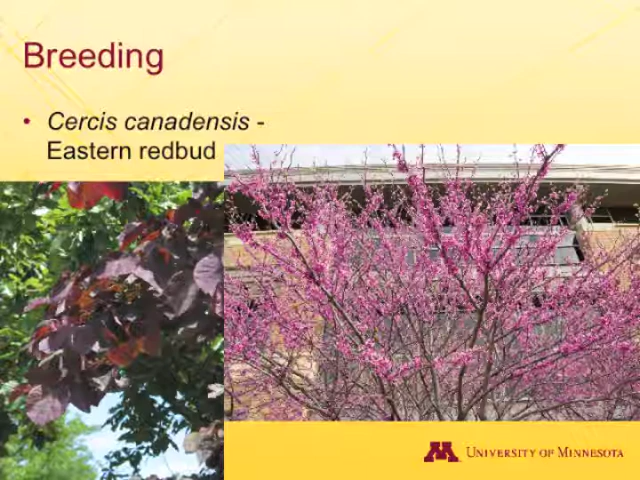 Breeding
• Cercis canadensis -
Eastern redbud
M UNIVERSITY OF MINNESOTA